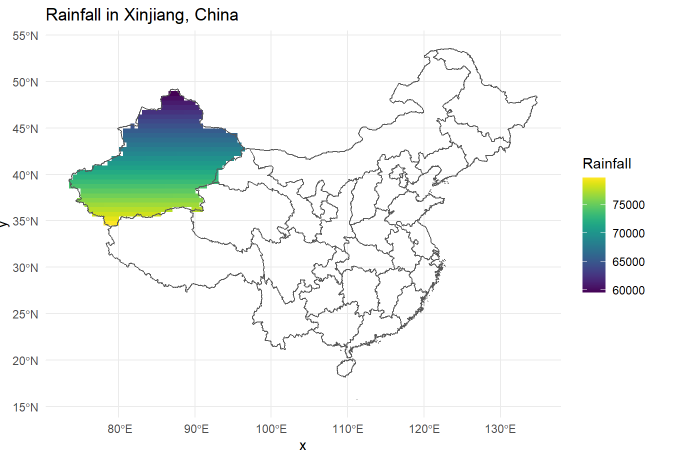 Rainfall in Xinjiang, China
55°N
50°N
45°N
40°N
35°N
30°N
25°N
20°N
15°N
y
80°E 90°E 100°E 110°E 120°E 130°E
x
Rainfall
75000
70000
65000
60000